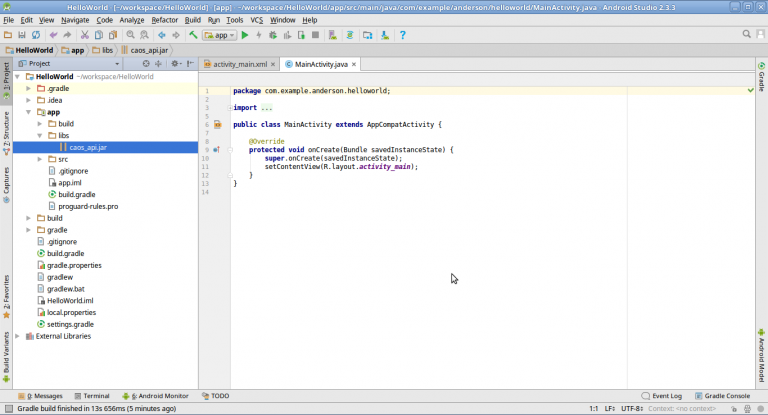 HelloWorld - [~/workspace/HelloWorld] - [app] - ~/workspace/HelloWorld/app/src/main/java/com/example/anderson/helloworld/MainActivity.java - Android Studio 2.3.3
File Edit View Navigate Code Analyze Refactor Build Run Tools VCS Window Help
app
HelloWorld app libs caos_api.jar
Project
activity_main.xml MainActivity.java
1: Project
7: Structure
Captures
2: Favorites
Build Variants
HelloWorld ~/workspace/HelloWorld
.gradle
.idea
app
build
libs
caos_api.jar
src
.gitignore
app.iml
build.gradle
proguard-rules.pro
build
gradle
.gitignore
build.gradle
gradle.properties
gradlew
gradlew.bat
HelloWorld.iml
local.properties
settings.gradle
External Libraries
1 package com.example.anderson.helloworld;
2
3 import ...
5
6 public class MainActivity extends AppCompatActivity {
7
8 @Override
9 protected void onCreate(Bundle savedInstanceState) {
10 super.onCreate(savedInstanceState);
11 setContentView(R.layout.activity_main);
12 }
13 }
14
Gradle
Android Model
0: Messages Terminal 6: Android Monitor TODO Event Log Gradle Console
Gradle build finished in 13s 656ms (5 minutes ago) 1:1 LF÷ UTF-8÷ Context: <no context>